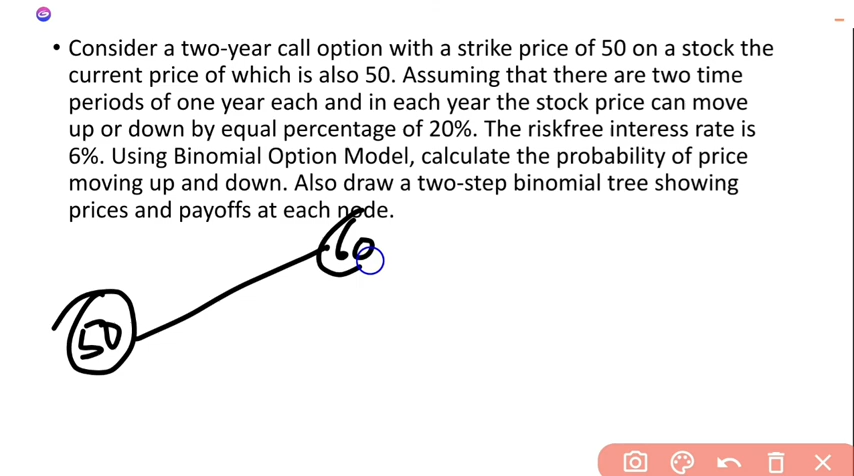 • Consider a two-year call option with a strike price of 50 on a stock the
current price of which is also 50. Assuming that there are two time
periods of one year each and in each year the stock price can move
up or down by equal percentage of 20%. The riskfree interess rate is
6%. Using Binomial Option Model, calculate the probability of price
moving up and down. Also draw a two-step binomial tree showing
prices and payoffs at each node.
60
50